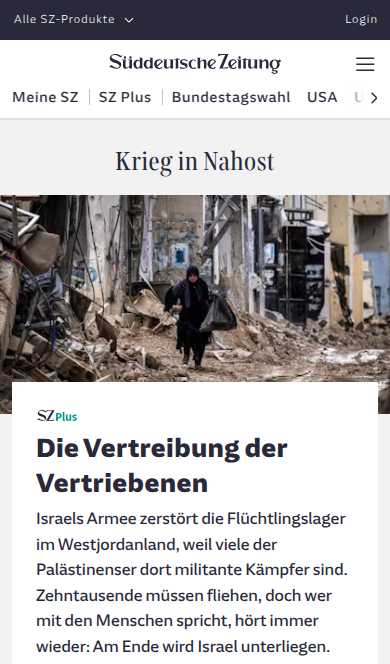 Alle SZ-Produkte
Login
Süddeutsche Zeitung
Meine SZ
SZ Plus
Bundestagswahl
USA
Krieg in Nahost
SZ Plus
Die Vertreibung der
Vertriebenen
Israels Armee zerstört die Flüchtlingslager
im Westjordanland, weil viele der
Palästinenser dort militante Kämpfer sind.
Zehntausende müssen fliehen, doch wer
mit den Menschen spricht, hört immer
wieder: Am Ende wird Israel unterliegen.